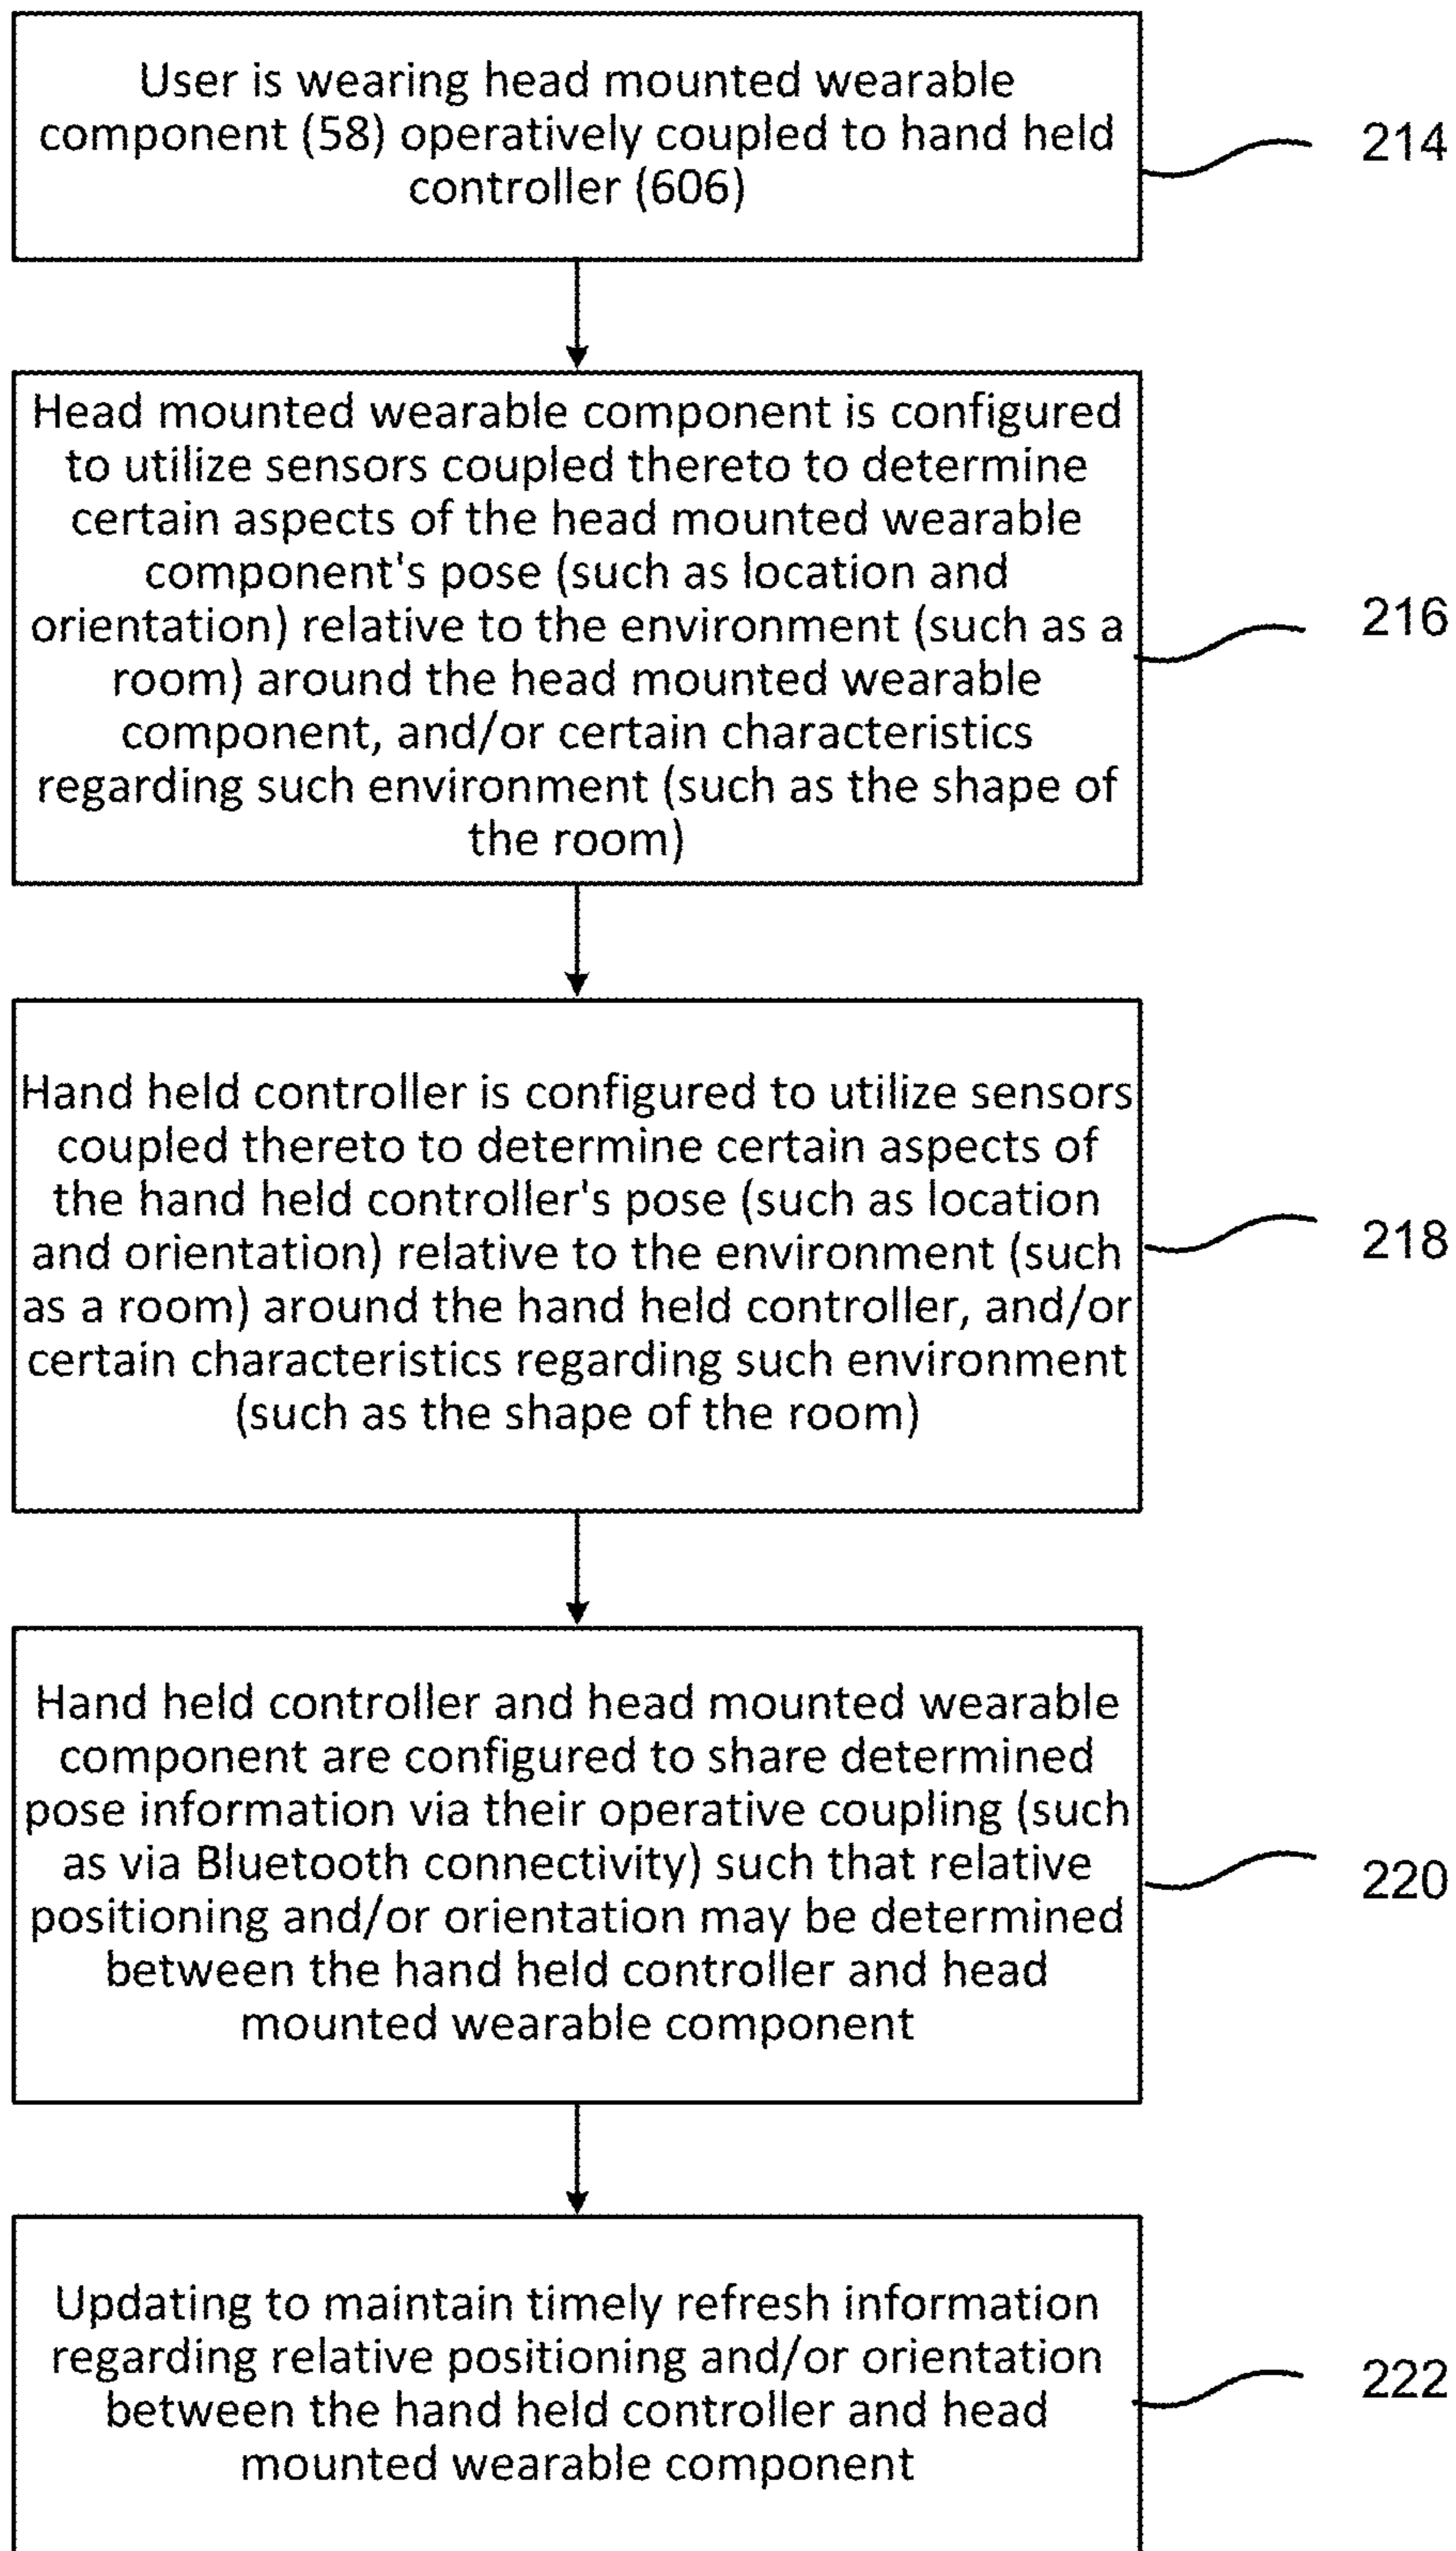 User is wearing head mounted wearable
component (58) operatively coupled to hand held
controller (606)
214
Head mounted wearable component is configured
to utilize sensors coupled thereto to determine
certain aspects of the head mounted wearable
component's pose (such as location and
orientation) relative to the environment (such as a
room) around the head mounted wearable
component, and/or certain characteristics
regarding such environment (such as the shape of
the room)
216
Hand held controller is configured to utilize sensors
coupled thereto to determine certain aspects of
the hand held controller's pose (such as location
and orientation) relative to the environment (such
as a room) around the hand held controller, and/or
certain characteristics regarding such environment
(such as the shape of the room)
218
Hand held controller and head mounted wearable
component are configured to share determined
pose information via their operative coupling (such
as via Bluetooth connectivity) such that relative
positioning and/or orientation may be determined
between the hand held controller and head
mounted wearable component
220
Updating to maintain timely refresh information
regarding relative positioning and/or orientation
between the hand held controller and head
mounted wearable component
222